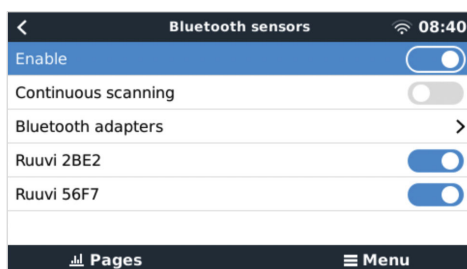 Bluetooth sensors 08:40
Enable
Continuous scanning
Bluetooth adapters
Ruuvi 2BE2
Ruuvi 56F7
Pages Menu